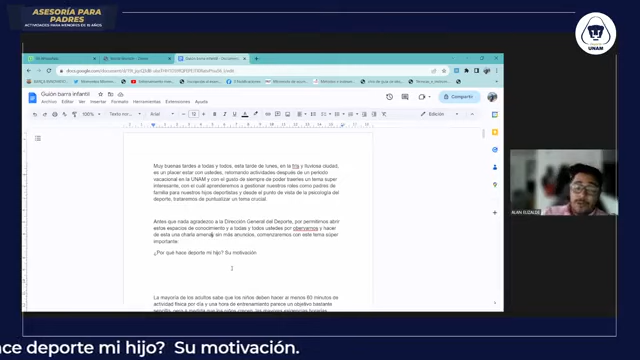 ASESORÍA PARA
PADRES
ACTIVIDADES PARA MENORES DE 15 AÑOS
UNAM
Guión barra infantil
Archivo Editar Ver Insertar Formato Herramientas Extensiones Ayuda
Compartir
100% Texto norm... Arial 12 Edición
Muy buenas tardes a todas y todos, esta tarde de lunes, en la fria y lluviosa ciudad,
es un placer estar con ustedes, retomando actividades después de un periodo
vacacional en la UNAM y con el gusto de siempre de poder traerles un tema super
interesante, con el cuál aprenderemos a gestionar nuestros roles como padres de
familia para nuestros hijos deportistas y desde el punto de vista de la psicología del
deporte, trataremos de puntualizar un tema crucial.
Antes que nada agradezco a la Dirección General del Deporte, por permitirnos abrir
estos espacios de conocimiento y a todas y todos ustedes por
y hacer
de esta una charla amena, sin más anuncios, comenzaremos con este tema súper
importante:
¿Por qué hace deporte mi hijo? Su motivación
La mayoría de los adultos sabe que los niños deben hacer al menos 60 minutos de
actividad física por día y una hora de entrenamiento parece un objetivo bastante
ALAN ELIZALDE
ace deporte mi hijo? Su motivación.